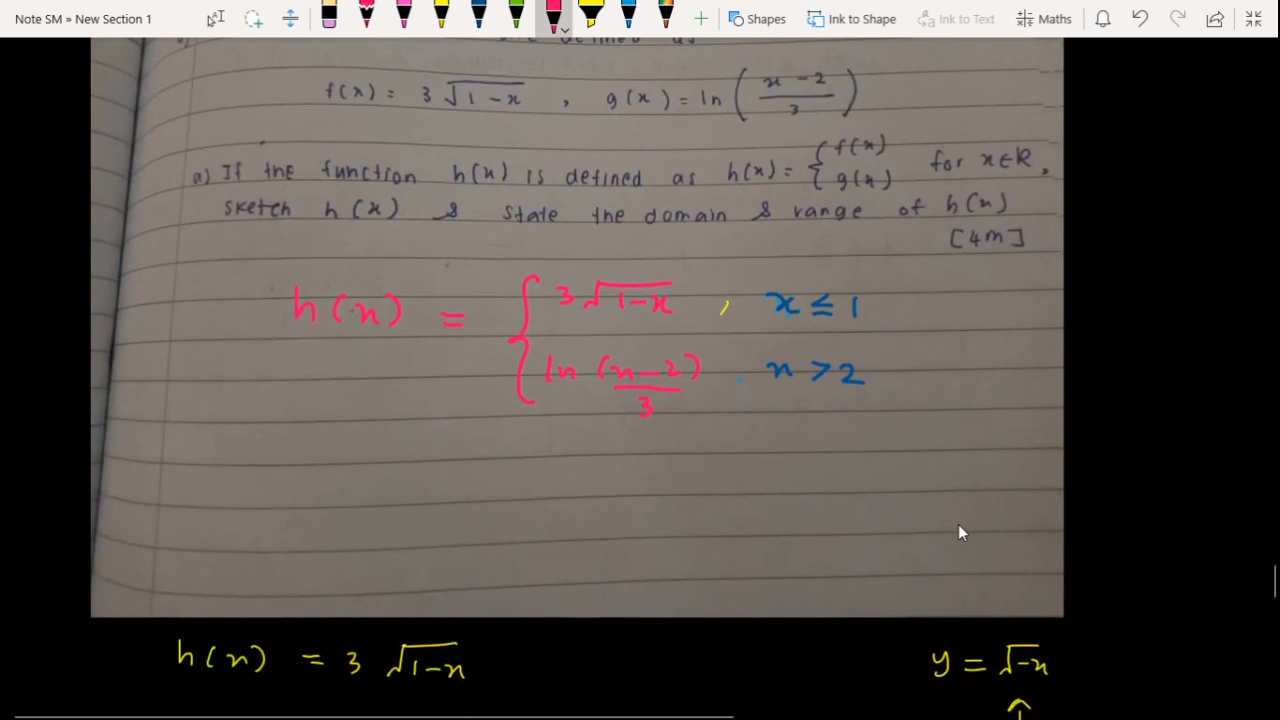 Note SM » New Section 1
Shapes
Ink to Shape
Ink to Text
Maths
defined as
f(x) = 3√(1-x) , g(x) = ln((x-2)/3)
a) If the function h(x) is defined as h(x) = { f(x) g(x) for x∈R,
sketch h(x) & state the domain & range of h(x)
[4m]
h(x) = { 3√(1-x) , x ≤ 1
ln((x-2)/3) , x > 2
h(x) = 3√(1-x)
y = √-x